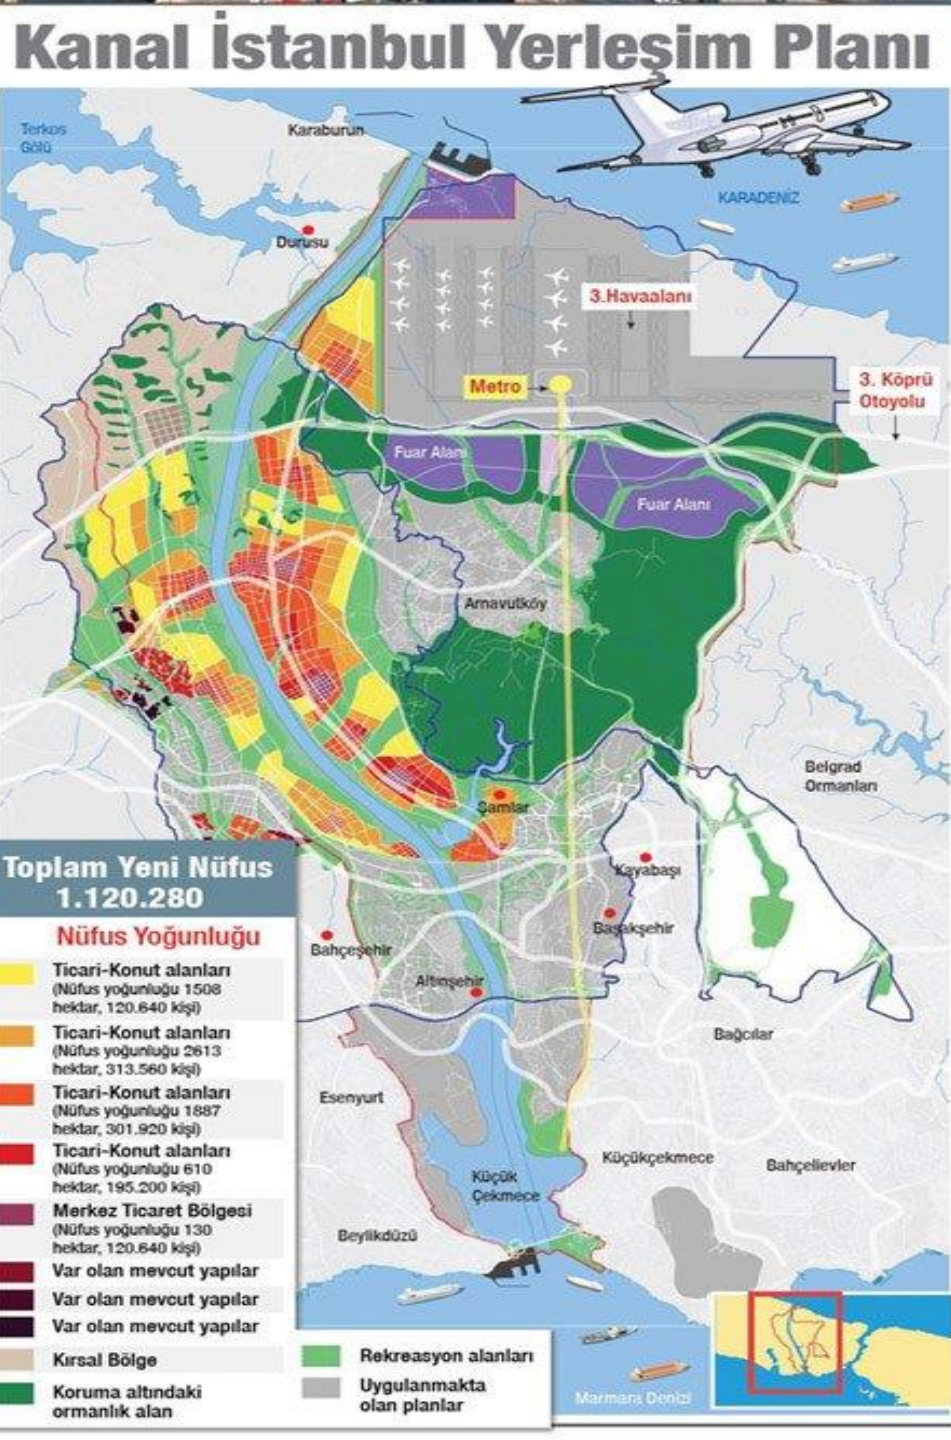 Kanal İstanbul Yerleşim Planı
Terkos
Gölü
Karaburun
KARADENİZ
Durusu
3.Havaalanı
Metro
3. Köprü
Otoyolu
Fuar Alanı
Fuar Alanı
Arnavutköy
Belgrad
Ormanları
Şamlar
Kayabaşı
Başakşehir
Bahçeşehir
Altınşehir
Bağcılar
Esenyurt
Küçükçekmece
Bahçelievler
Küçük
Çekmece
Beylikdüzü
Marmara Denizi
Toplam Yeni Nüfus
1.120.280
Nüfus Yoğunluğu
Ticari-Konut alanları
(Nüfus yoğunluğu 1508
hektar, 120.640 kişi)
Ticari-Konut alanları
(Nüfus yoğunluğu 2613
hektar, 313.560 kişi)
Ticari-Konut alanları
(Nüfus yoğunluğu 1887
hektar, 301.920 kişi)
Ticari-Konut alanları
(Nüfus yoğunluğu 610
hektar, 195.200 kişi)
Merkez Ticaret Bölgesi
(Nüfus yoğunluğu 130
hektar, 120.640 kişi)
Var olan mevcut yapılar
Var olan mevcut yapılar
Var olan mevcut yapılar
Kırsal Bölge
Koruma altındaki
ormanlık alan
Rekreasyon alanları
Uygulanmakta
olan planlar